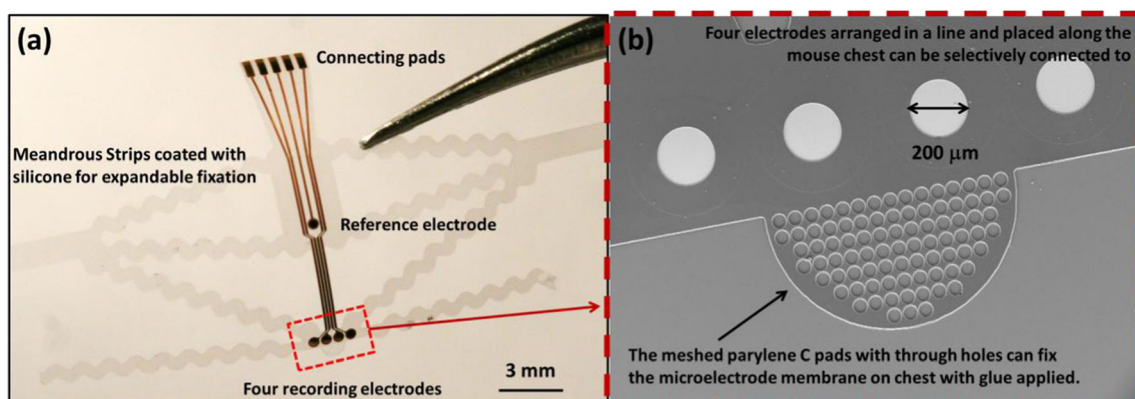 (a)
Connecting pads
Meandrous Strips coated with
silicone for expandable fixation
Reference electrode
Four recording electrodes
3 mm
(b)
Four electrodes arranged in a line and placed along the
mouse chest can be selectively connected to
200 μm
The meshed parylene C pads with through holes can fix
the microelectrode membrane on chest with glue applied.